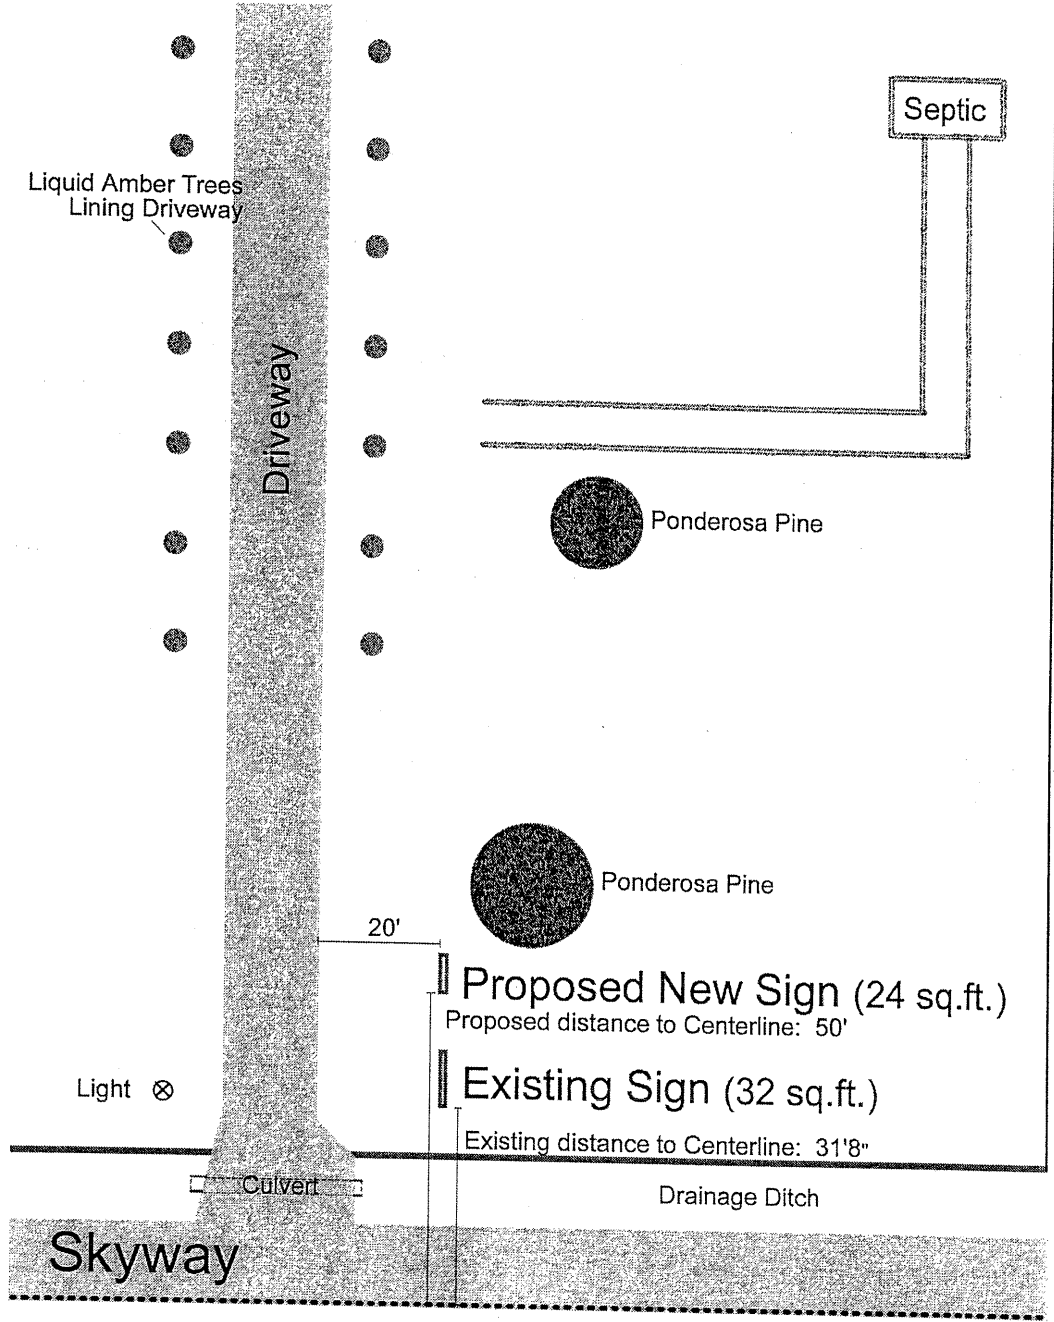 Septic
Liquid Amber Trees
Lining Driveway
Driveway
Ponderosa Pine
Ponderosa Pine
20'
Proposed New Sign (24 sq.ft.)
Proposed distance to Centerline: 50'
Light
Existing Sign (32 sq.ft.)
Existing distance to Centerline: 31'8"
Culvert
Drainage Ditch
Skyway